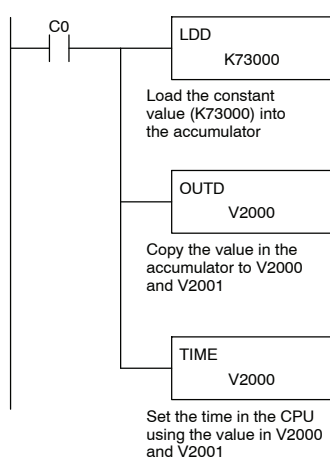 C0
LDD
K73000
Load the constant
value (K73000) into
the accumulator
OUTD
V2000
Copy the value in the
accumulator to V2000
and V2001
TIME
V2000
Set the time in the CPU
using the value in V2000
and V2001